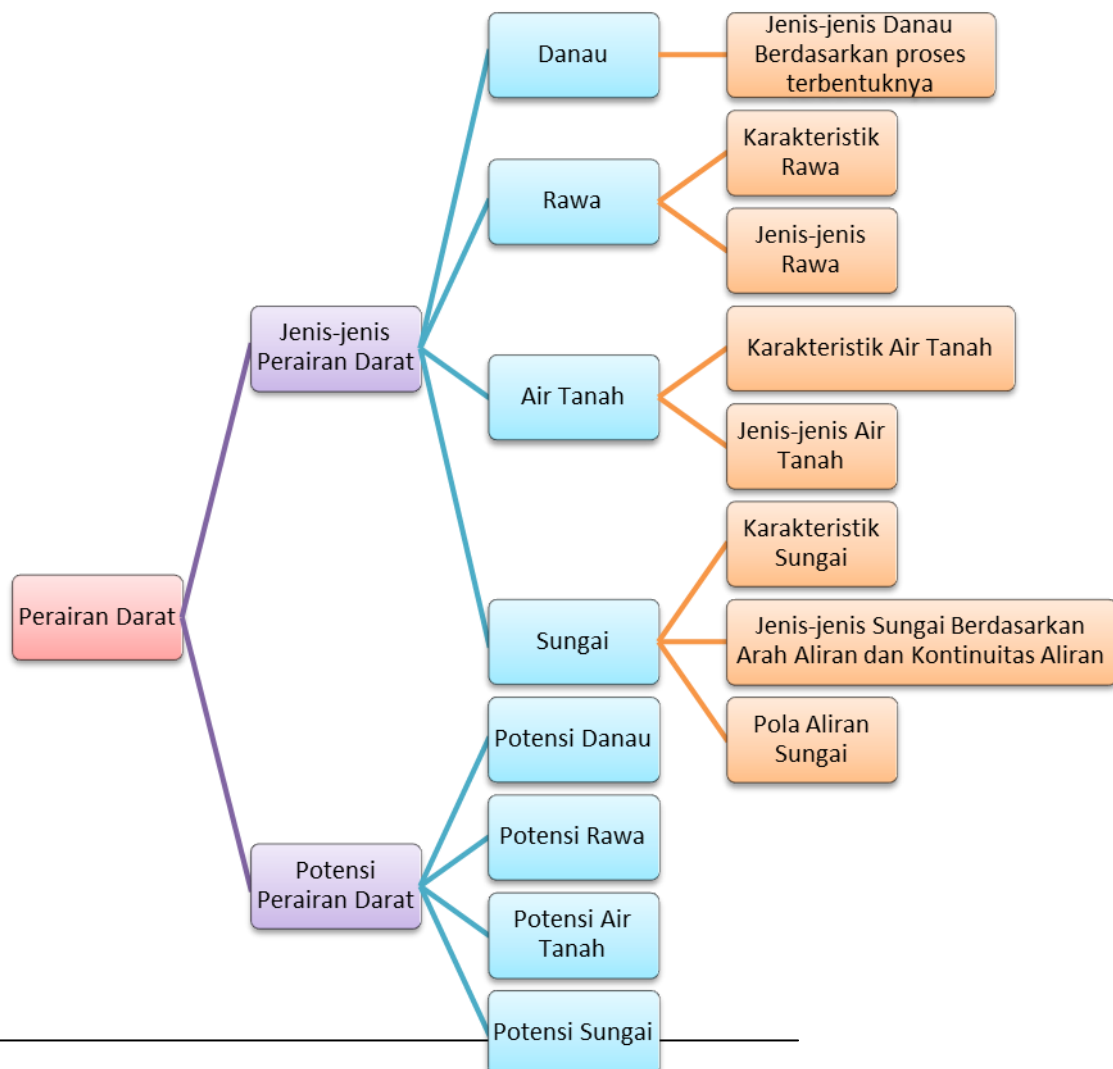 Perairan Darat
Jenis-jenis
Perairan Darat
Danau
Jenis-jenis Danau
Berdasarkan proses
terbentuknya
Rawa
Karakteristik
Rawa
Jenis-jenis
Rawa
Air Tanah
Karakteristik Air Tanah
Jenis-jenis Air
Tanah
Sungai
Karakteristik
Sungai
Jenis-jenis Sungai Berdasarkan
Arah Aliran dan Kontinuitas Aliran
Pola Aliran
Sungai
Potensi
Perairan Darat
Potensi Danau
Potensi Rawa
Potensi Air
Tanah
Potensi Sungai